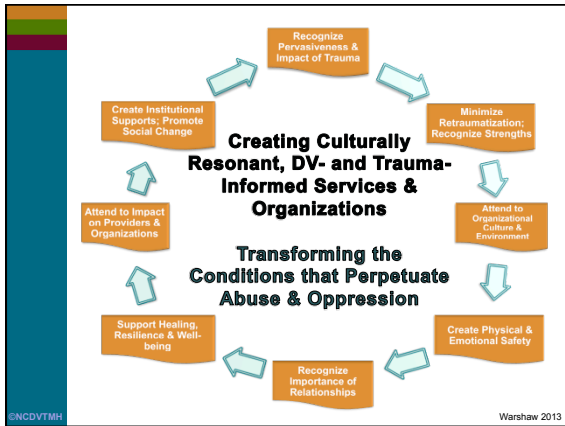 Recognize
Pervasiveness &
Impact of Trauma
Minimize
Retraumatization;
Recognize Strengths
Attend to
Organizational
Culture &
Environment
Create Physical &
Emotional Safety
Recognize
Importance of
Relationships
Support Healing,
Resilience & Well-
being
Attend to Impact
on Providers &
Organizations
Create Institutional
Supports; Promote
Social Change
Creating Culturally
Resonant, DV- and Trauma-
Informed Services &
Organizations
Transforming the
Conditions that Perpetuate
Abuse & Oppression
©NCDVTMH
Warshaw 2013